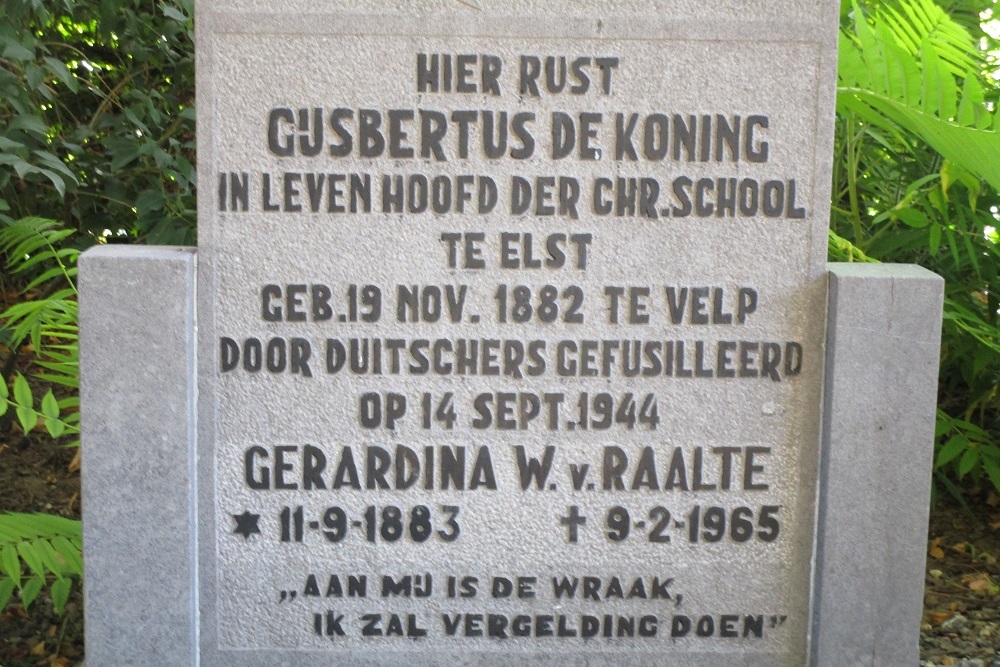 HIER RUST
GIJSBERTUS DE KONING
IN LEVEN HOOFD DER CHR. SCHOOL
TE ELST
GEB. 19 NOV. 1882 TE VELP
DOOR DUITSCHERS GEFUSILLEERD
OP 14 SEPT. 1944
GERARDINA W. v. RAALTE
✶ 11-9-1883 † 9-2-1965
„AAN MIJ IS DE WRAAK,
IK ZAL VERGELDING DOEN”